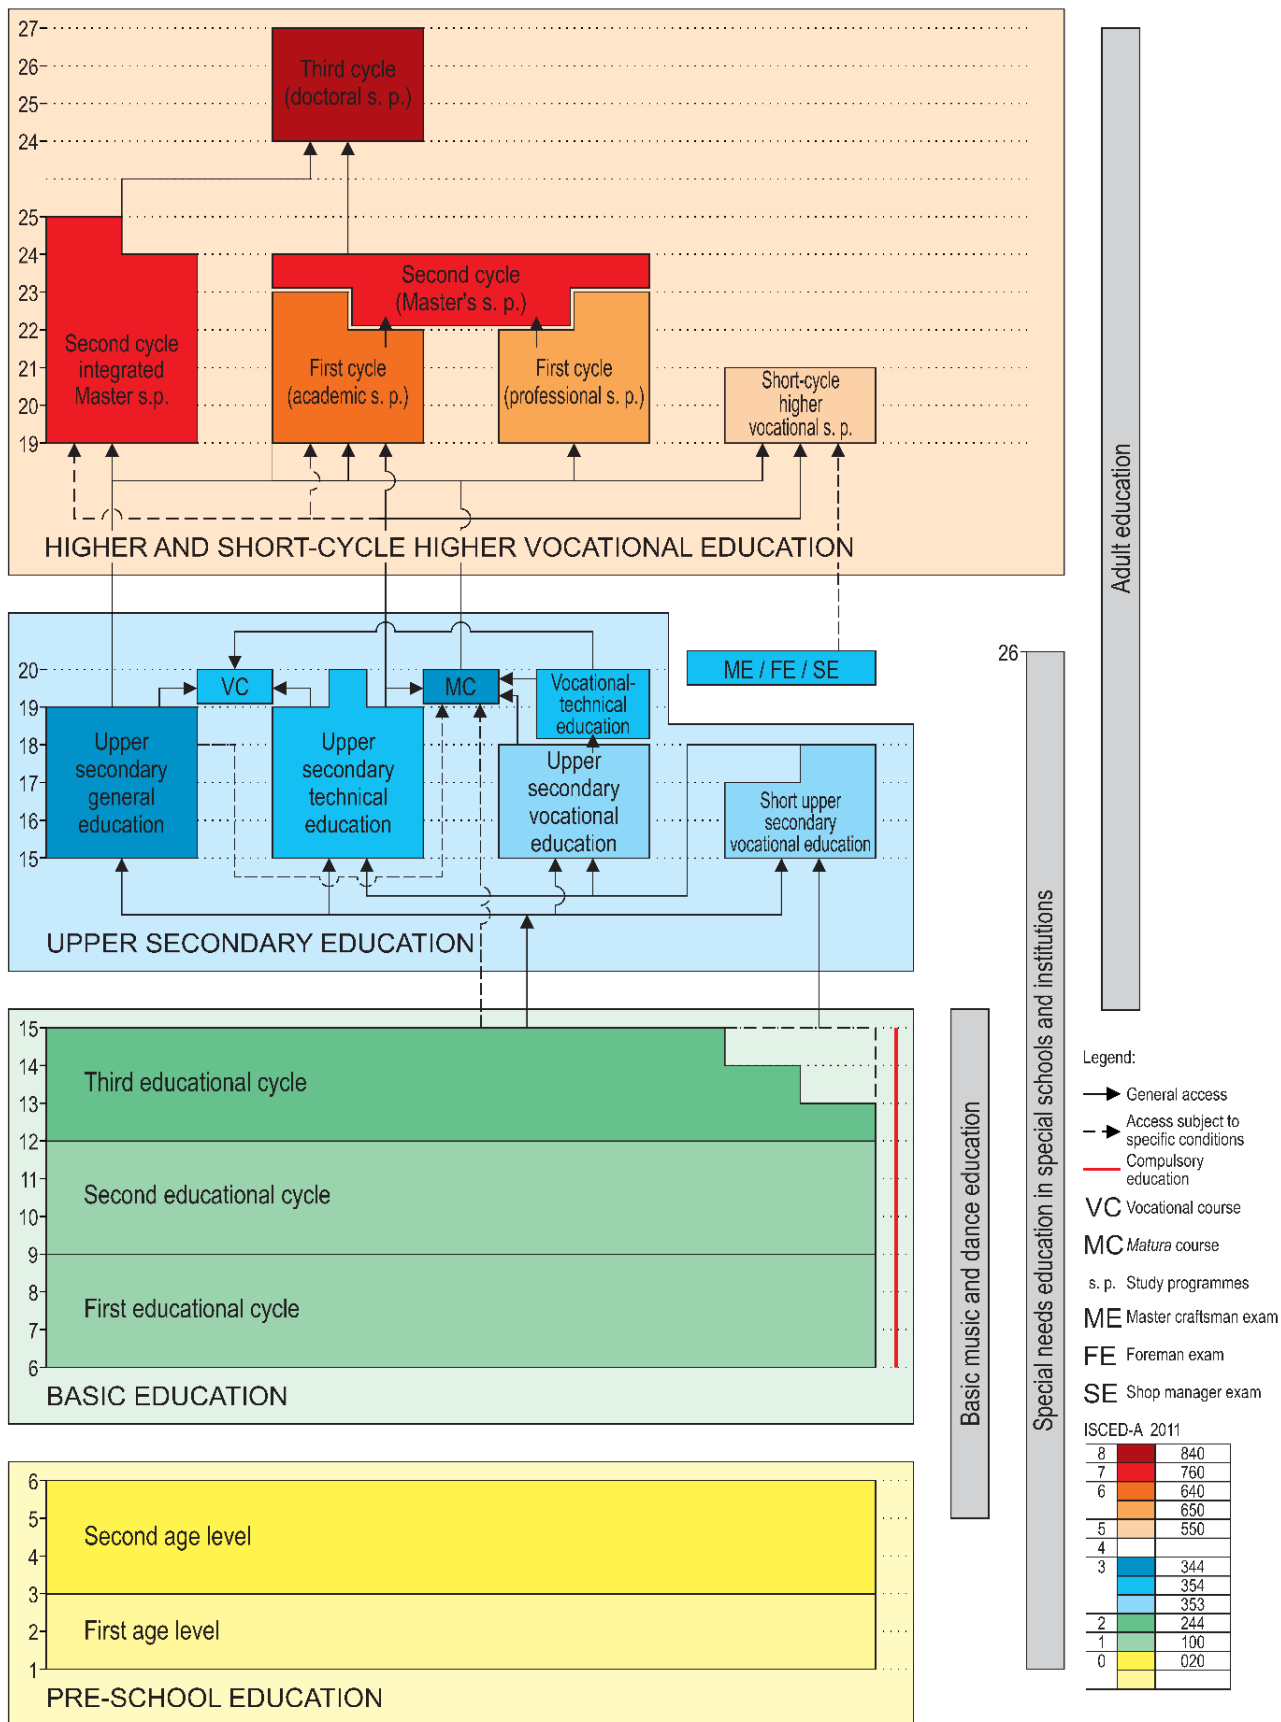 27
26
25
24
Third cycle
(doctoral s. p.)
25
24
23
22
21
20
19
Second cycle
integrated
Master s.p.
Second cycle
(Master's s. p.)
First cycle
(academic s. p.)
First cycle
(professional s. p.)
Short-cycle
higher
vocational s. p.
HIGHER AND SHORT-CYCLE HIGHER VOCATIONAL EDUCATION
Adult education
20
19
18
17
16
15
VC
MC
Vocational-
technical
education
ME / FE / SE
Upper
secondary
general
education
Upper
secondary
technical
education
Upper
secondary
vocational
education
Short upper
secondary
vocational education
UPPER SECONDARY EDUCATION
26
Special needs education in special schools and institutions
15
14
13
12
11
10
9
8
7
6
Third educational cycle
Second educational cycle
First educational cycle
BASIC EDUCATION
Basic music and dance education
6
5
4
3
2
1
Second age level
First age level
PRE-SCHOOL EDUCATION
Legend:
General access
Access subject to
specific conditions
Compulsory
education
VC Vocational course
MC Matura course
s. p. Study programmes
ME Master craftsman exam
FE Foreman exam
SE Shop manager exam
ISCED-A 2011
8 840
7 760
6 640
650
5 550
4
3 344
354
353
2 244
1 100
0 020